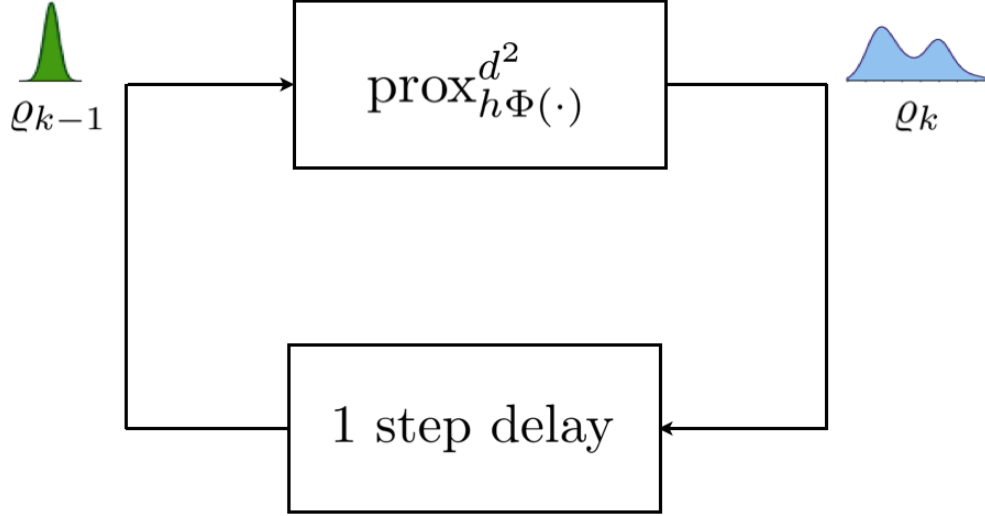 prox^{d^2}_{hΦ(·)}
ϱ_{k−1}
ϱ_k
1 step delay